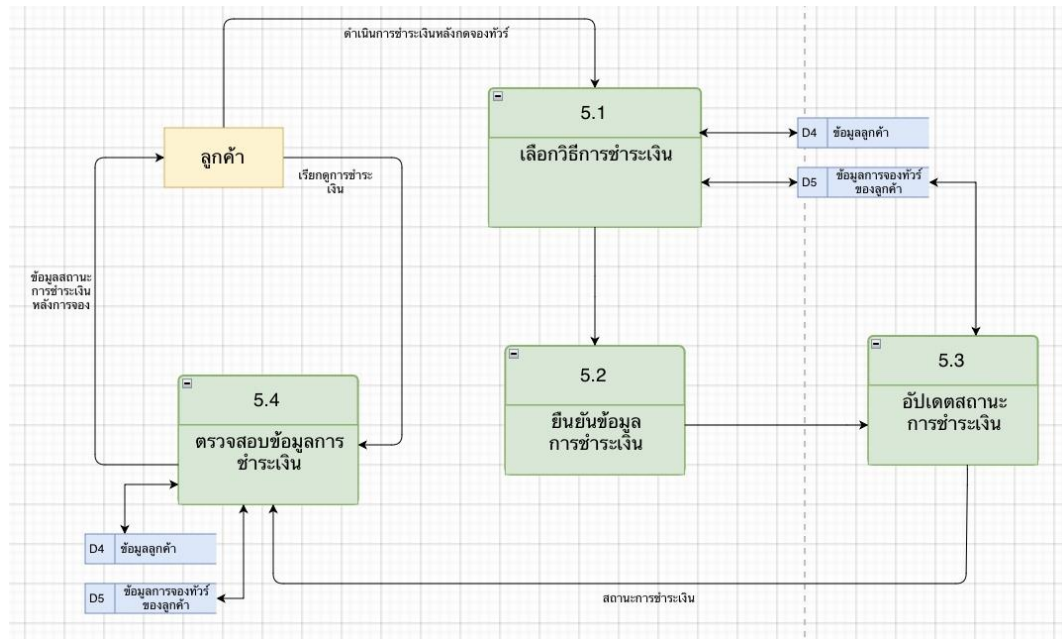 ดำเนินการชำระเงินหลังกดจองทัวร์
5.1
เลือกวิธีการชำระเงิน
D4 ข้อมูลลูกค้า
D5 ข้อมูลการจองทัวร์
ของลูกค้า
ลูกค้า
เรียกดูการชำระ
เงิน
ข้อมูลสถานะ
การชำระเงิน
หลังการจอง
5.2
ยืนยันข้อมูล
การชำระเงิน
5.3
อัปเดตสถานะ
การชำระเงิน
5.4
ตรวจสอบข้อมูลการ
ชำระเงิน
D4 ข้อมูลลูกค้า
D5 ข้อมูลการจองทัวร์
ของลูกค้า
สถานะการชำระเงิน